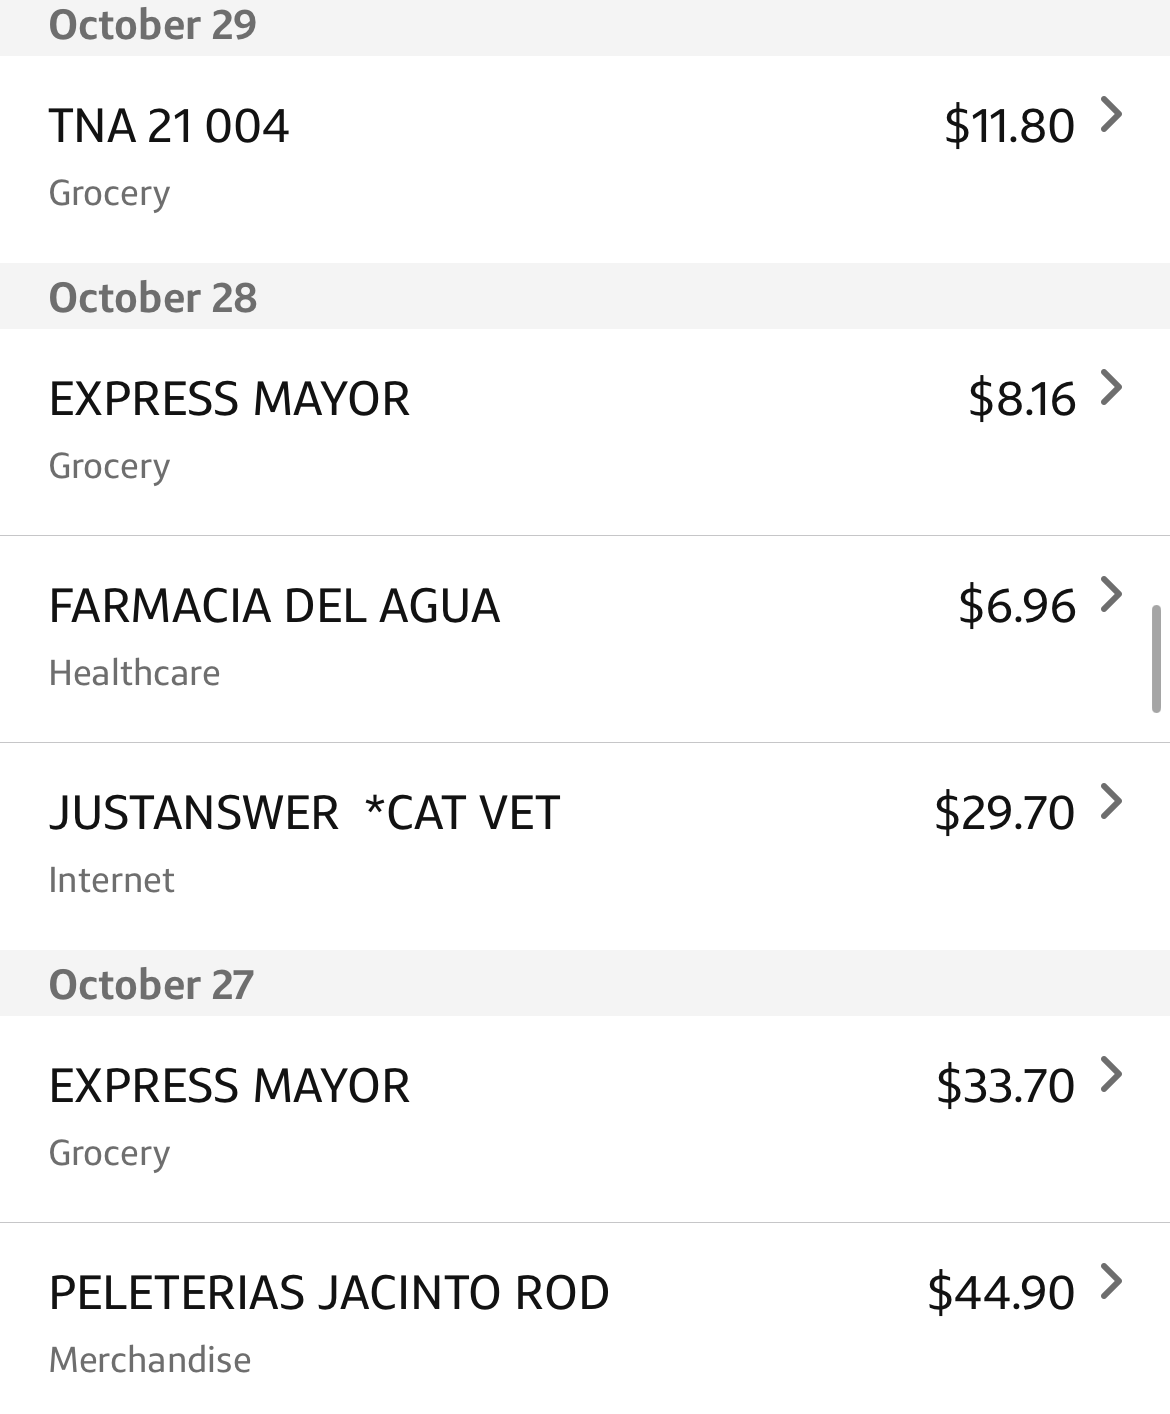 October 29
TNA 21 004 $11.80
Grocery
October 28
EXPRESS MAYOR $8.16
Grocery
FARMACIA DEL AGUA $6.96
Healthcare
JUSTANSWER  *CAT VET $29.70
Internet
October 27
EXPRESS MAYOR $33.70
Grocery
PELETERIAS JACINTO ROD $44.90
Merchandise